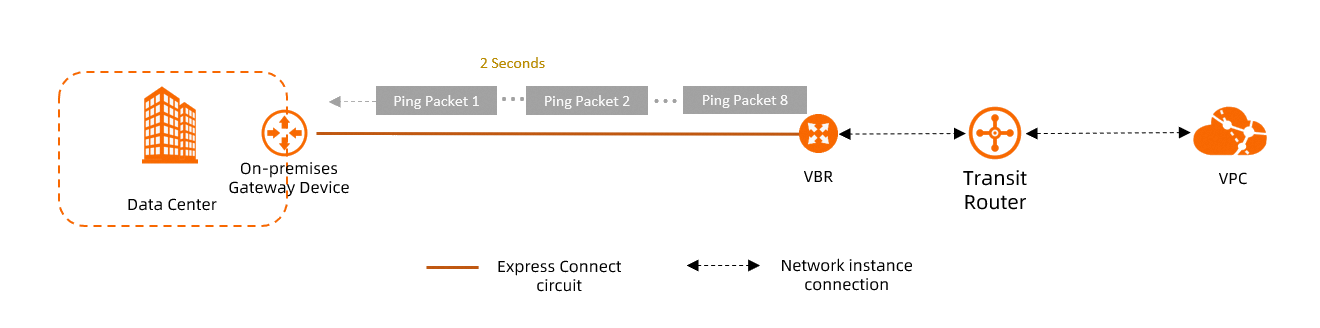 2 Seconds
Ping Packet 1
Ping Packet 2
Ping Packet 8
On-premises
Gateway Device
Data Center
VBR
Transit
Router
VPC
Express Connect
circuit
Network instance
connection